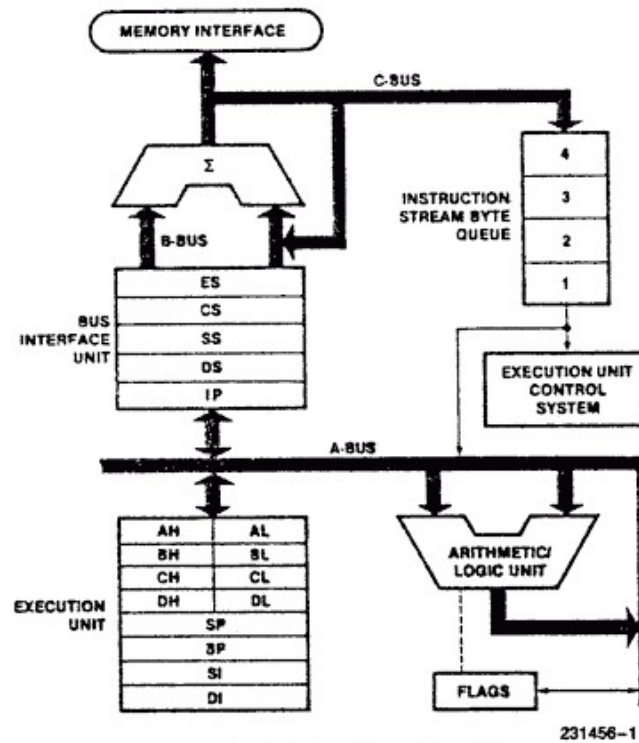 MEMORY INTERFACE
C-BUS
Σ
B-BUS
4
3
2
1
INSTRUCTION
STREAM BYTE
QUEUE
BUS
INTERFACE
UNIT
ES
CS
SS
DS
IP
EXECUTION UNIT
CONTROL
SYSTEM
A-BUS
EXECUTION
UNIT
AH AL
BH BL
CH CL
DH DL
SP
BP
SI
DI
ARITHMETIC/
LOGIC UNIT
FLAGS
231456-1